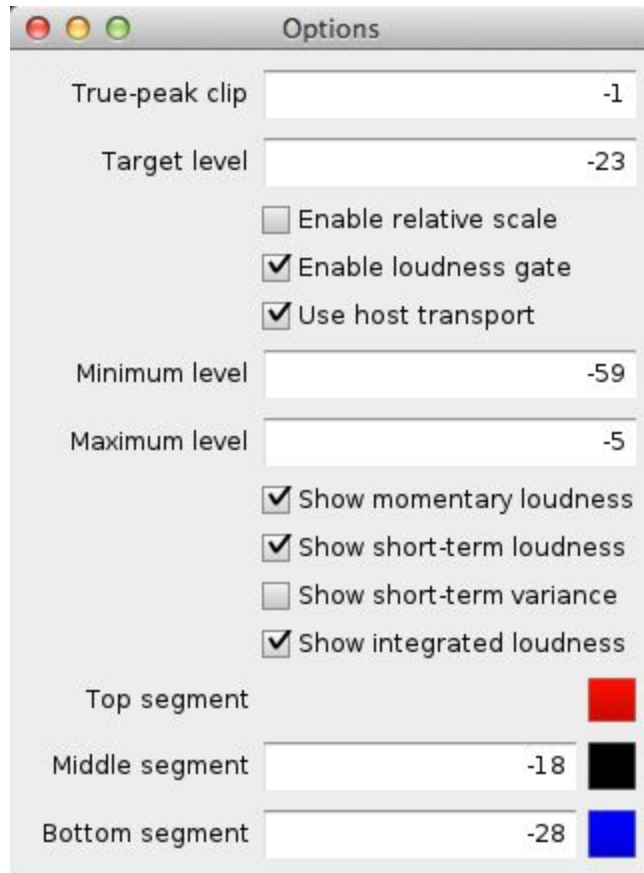 Options
True-peak clip -1
Target level -23
Enable relative scale
Enable loudness gate
Use host transport
Minimum level -59
Maximum level -5
Show momentary loudness
Show short-term loudness
Show short-term variance
Show integrated loudness
Top segment
Middle segment -18
Bottom segment -28